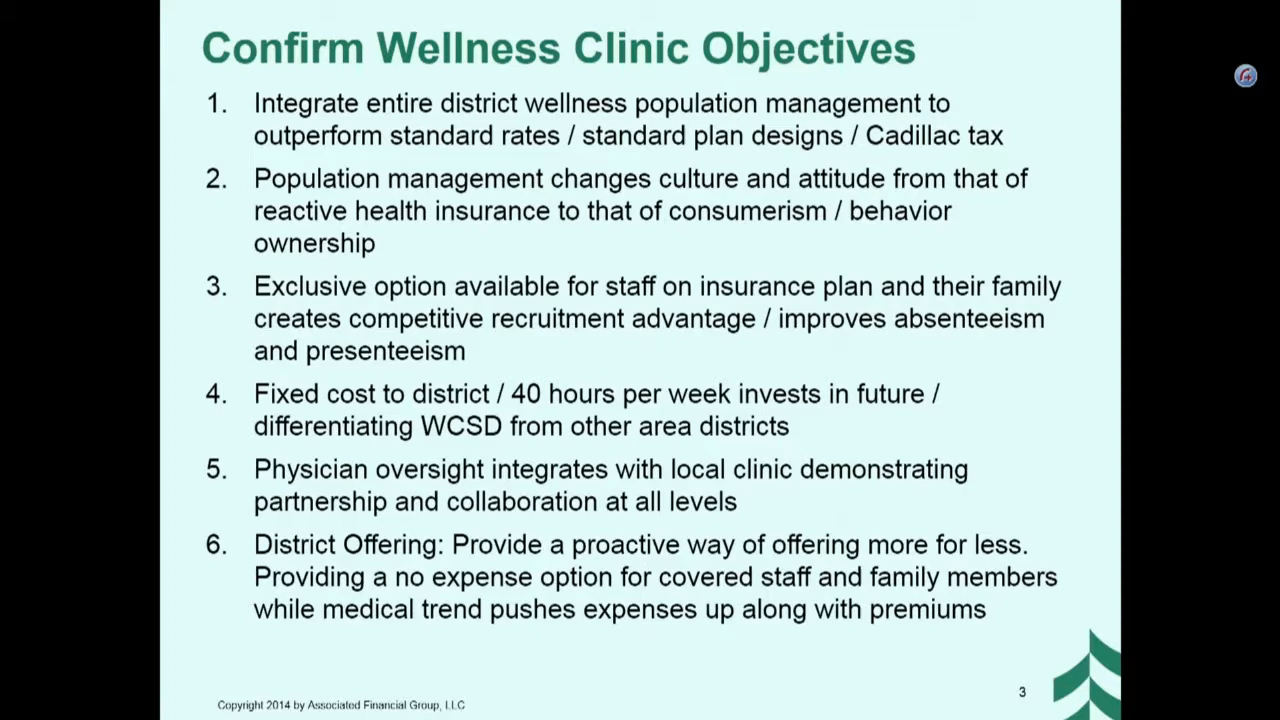 Confirm Wellness Clinic Objectives
1. Integrate entire district wellness population management to
outperform standard rates / standard plan designs / Cadillac tax
2. Population management changes culture and attitude from that of
reactive health insurance to that of consumerism / behavior
ownership
3. Exclusive option available for staff on insurance plan and their family
creates competitive recruitment advantage / improves absenteeism
and presenteeism
4. Fixed cost to district / 40 hours per week invests in future /
differentiating WCSD from other area districts
5. Physician oversight integrates with local clinic demonstrating
partnership and collaboration at all levels
6. District Offering: Provide a proactive way of offering more for less.
Providing a no expense option for covered staff and family members
while medical trend pushes expenses up along with premiums
3
Copyright 2014 by Associated Financial Group, LLC